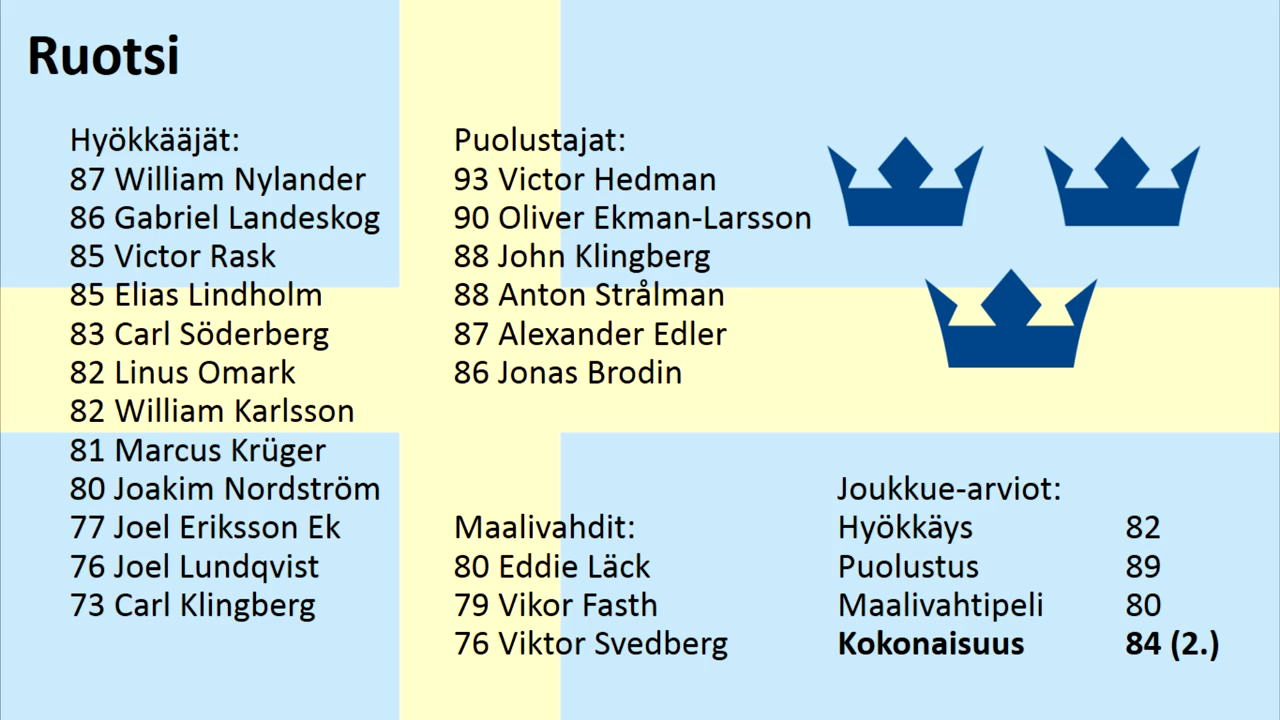 Ruotsi
Hyökkääjät:
87 William Nylander
86 Gabriel Landeskog
85 Victor Rask
85 Elias Lindholm
83 Carl Söderberg
82 Linus Omark
82 William Karlsson
81 Marcus Krüger
80 Joakim Nordström
77 Joel Eriksson Ek
76 Joel Lundqvist
73 Carl Klingberg
Puolustajat:
93 Victor Hedman
90 Oliver Ekman-Larsson
88 John Klingberg
88 Anton Strålman
87 Alexander Edler
86 Jonas Brodin
Maalivahdit:
80 Eddie Läck
79 Vikor Fasth
76 Viktor Svedberg
Joukkue-arviot:
Hyökkäys 82
Puolustus 89
Maalivahtipeli 80
Kokonaisuus 84 (2.)